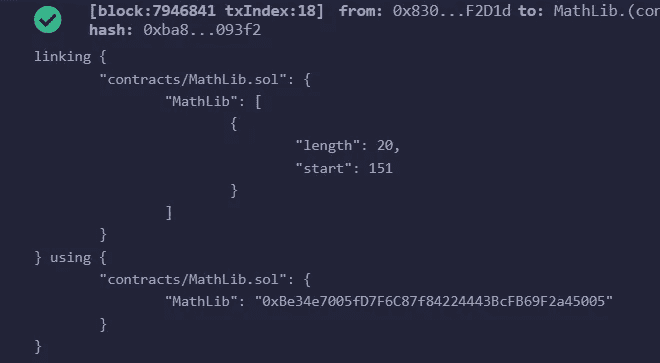 [block:7946841 txIndex:18] from: 0x830...F2D1d to: MathLib.(co
hash: 0xba8...093f2
linking {
"contracts/MathLib.sol": {
"MathLib": [
{
"length": 20,
"start": 151
}
]
}
} using {
"contracts/MathLib.sol": {
"MathLib": "0xBe34e7005fD7F6C87f84224443BcFB69F2a45005"
}
}